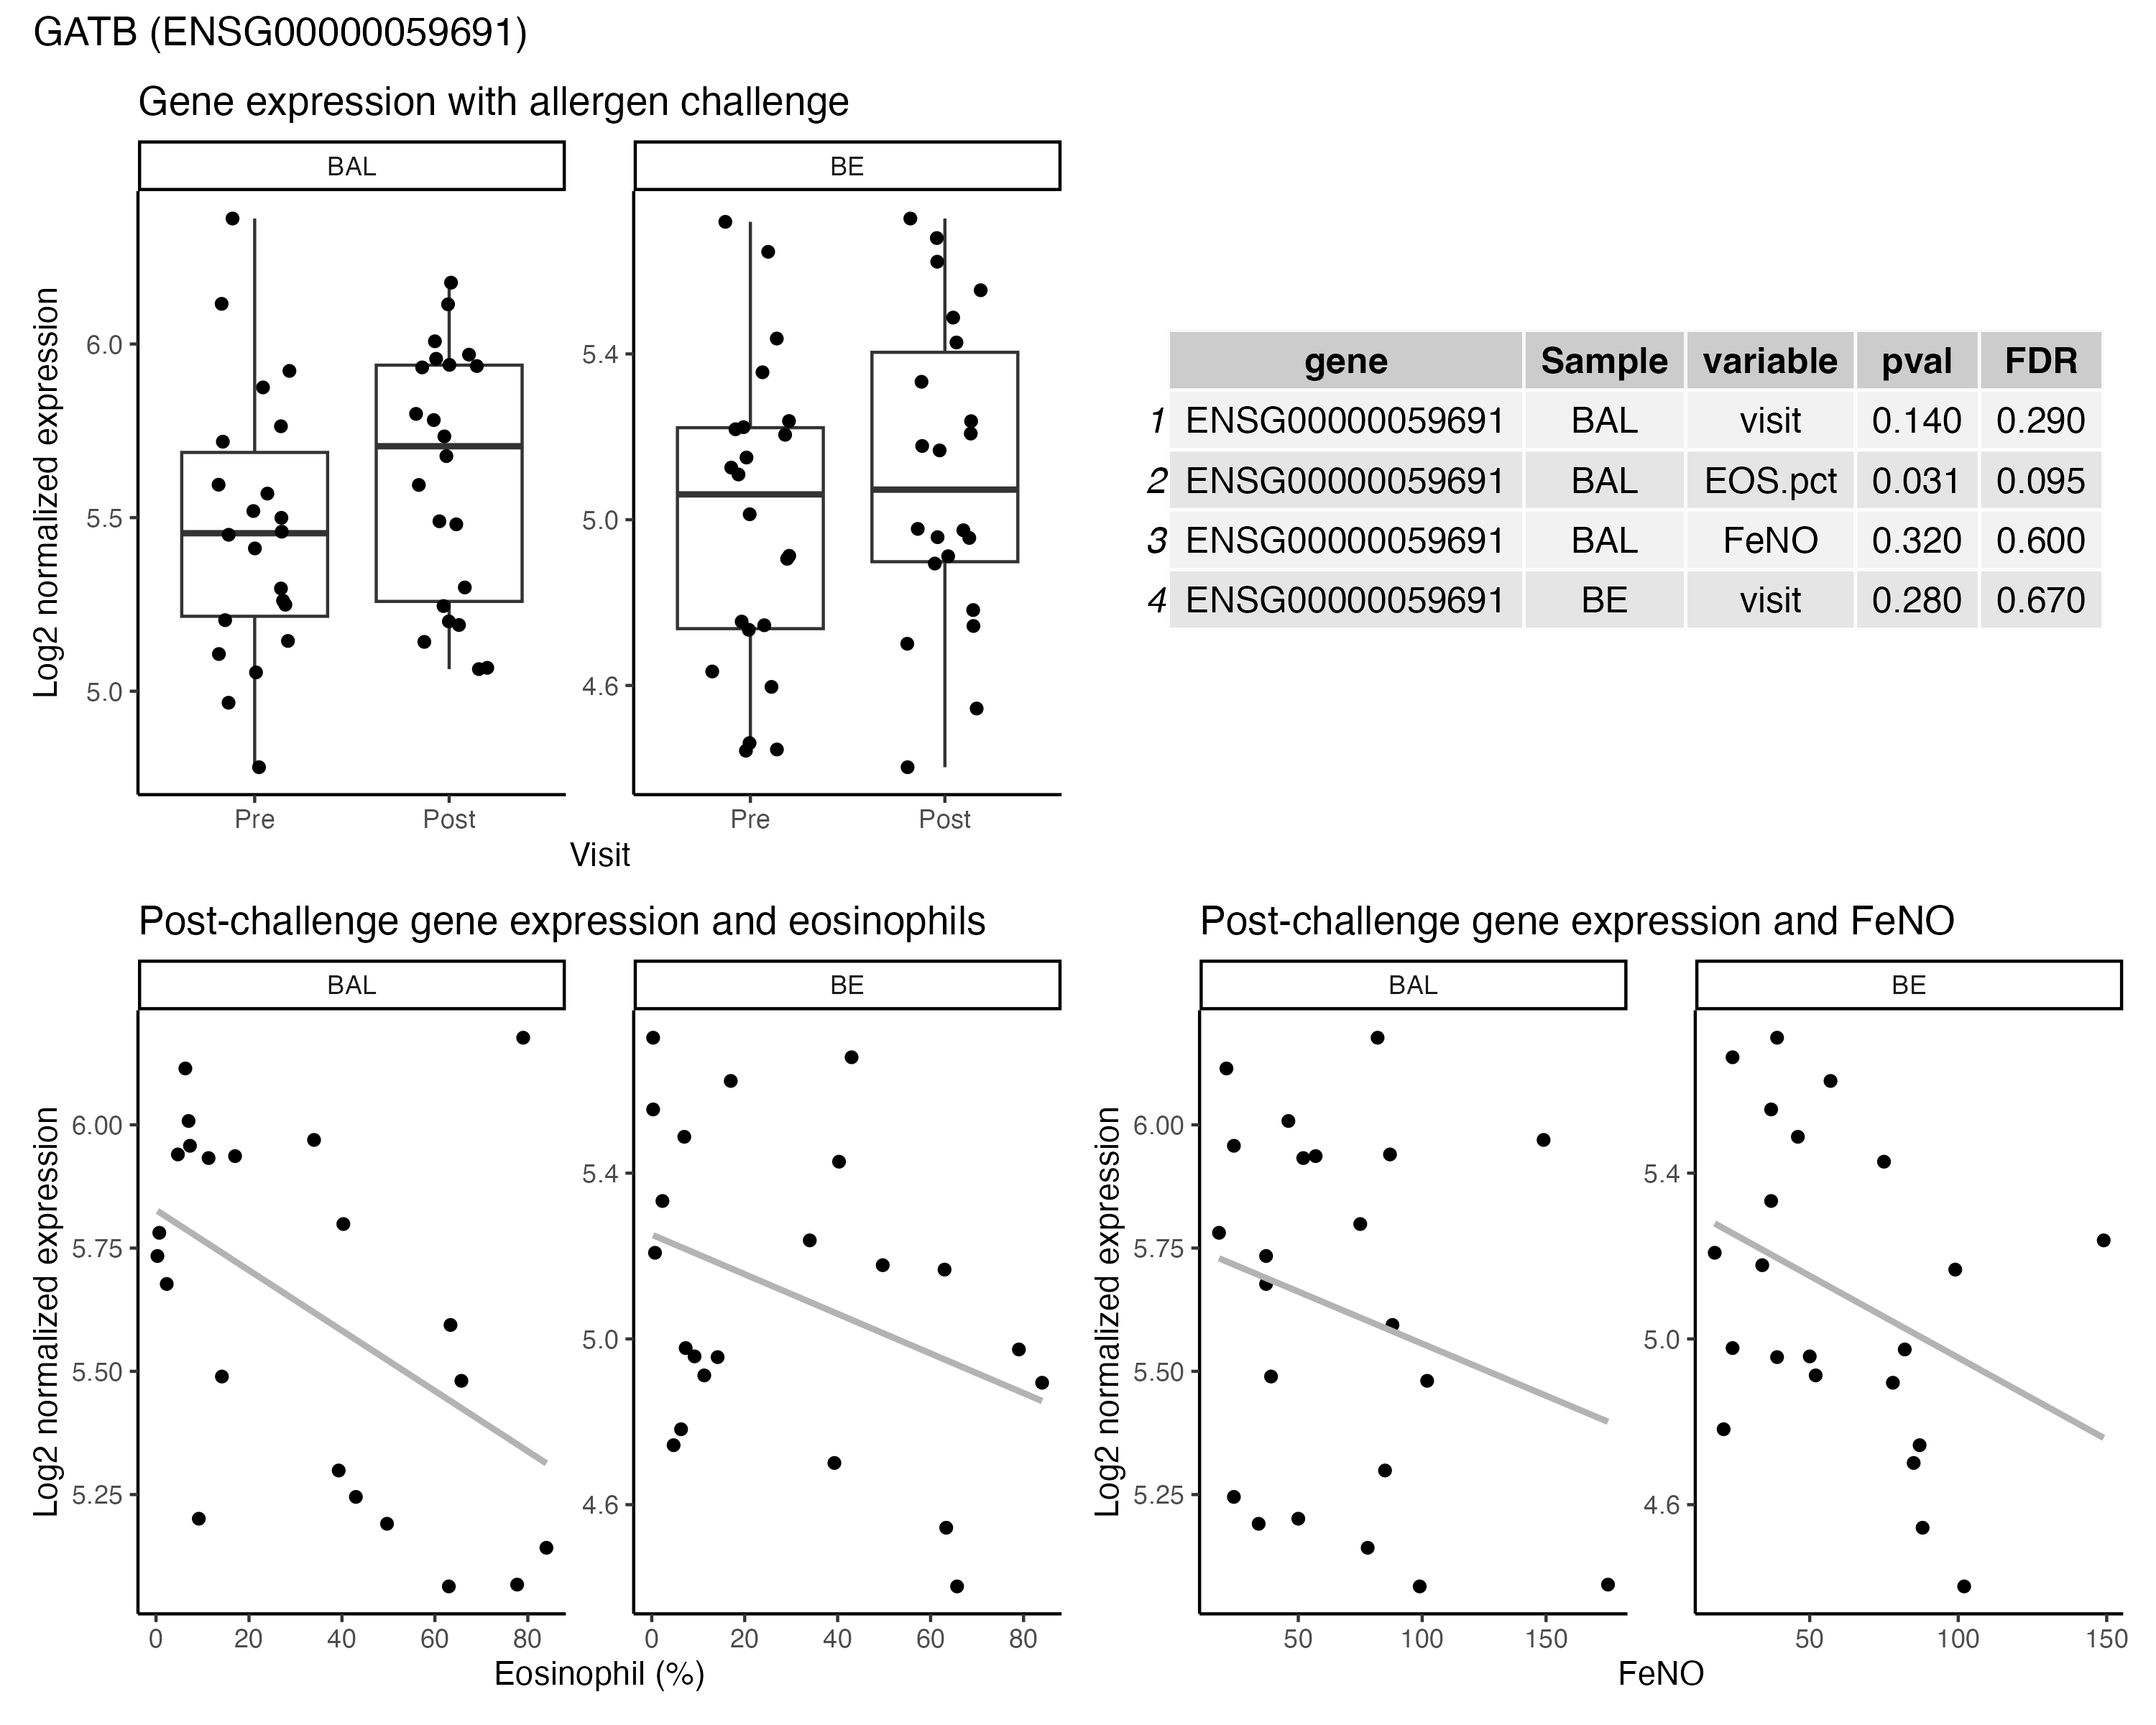 GATB (ENSG00000059691)
Gene expression with allergen challenge
BAL
BE
Log2 normalized expression
6.0
5.5
5.0
5.4
5.0
4.6
Pre
Post
Pre
Post
Visit
gene Sample variable pval FDR
1 ENSG00000059691 BAL visit 0.140 0.290
2 ENSG00000059691 BAL EOS.pct 0.031 0.095
3 ENSG00000059691 BAL FeNO 0.320 0.600
4 ENSG00000059691 BE visit 0.280 0.670
Post-challenge gene expression and eosinophils
BAL
BE
Log2 normalized expression
6.00
5.75
5.50
5.25
5.4
5.0
4.6
0 20 40 60 80
0 20 40 60 80
Eosinophil (%)
Post-challenge gene expression and FeNO
BAL
BE
Log2 normalized expression
6.00
5.75
5.50
5.25
5.4
5.0
4.6
50 100 150
50 100 150
FeNO